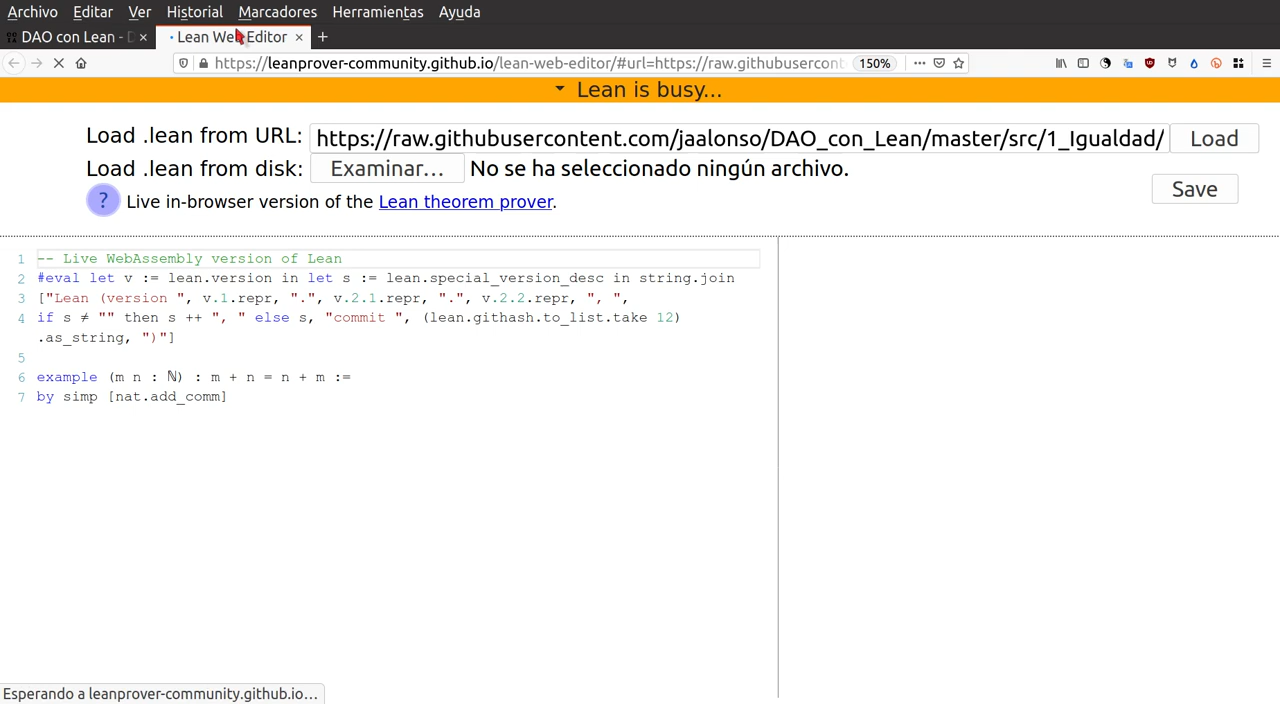 Archivo Editar Ver Historial Marcadores Herramientas Ayuda
DAO con Lean - × Lean Web Editor × +
https://leanprover-community.github.io/lean-web-editor/#url=https://raw.githubusercont 150%
Lean is busy...
Load .lean from URL: https://raw.githubusercontent.com/jaalonso/DAO_con_Lean/master/src/1_Igualdad/ Load
Load .lean from disk: Examinar... No se ha seleccionado ningún archivo.
Save
? Live in-browser version of the Lean theorem prover.
1 -- Live WebAssembly version of Lean
2 #eval let v := lean.version in let s := lean.special_version_desc in string.join
3 ["Lean (version ", v.1.repr, ".", v.2.1.repr, ".", v.2.2.repr, ", ",
4 if s ≠ "" then s ++ ", " else s, "commit ", (lean.githash.to_list.take 12)
.as_string, ")"]
5
6 example (m n : ℕ) : m + n = n + m :=
7 by simp [nat.add_comm]
Esperando a leanprover-community.github.io…